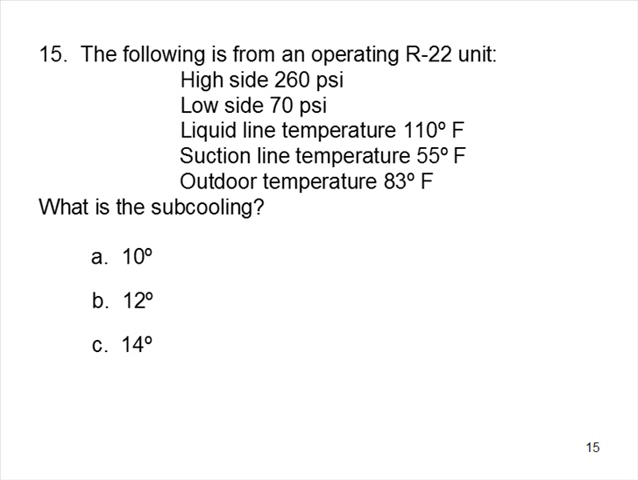 15. The following is from an operating R-22 unit:
High side 260 psi
Low side 70 psi
Liquid line temperature 110º F
Suction line temperature 55º F
Outdoor temperature 83º F
What is the subcooling?
a. 10º
b. 12º
c. 14º
15